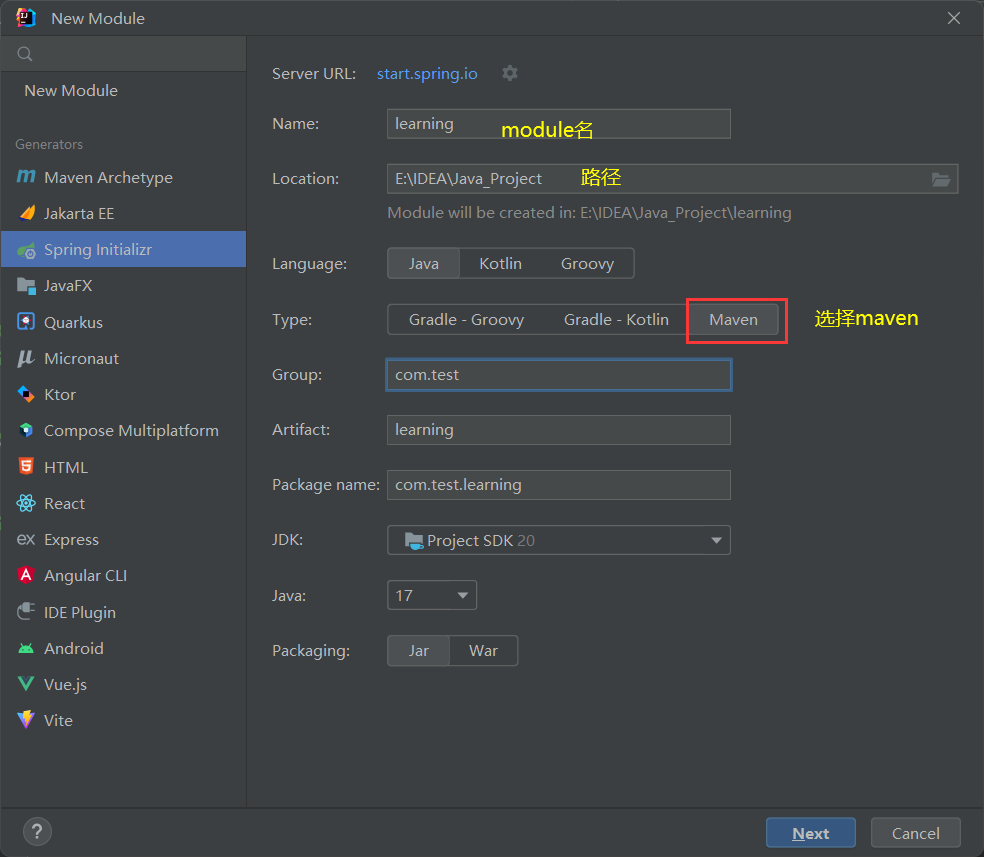 New Module
New Module
Generators
Maven Archetype
Jakarta EE
Spring Initializr
JavaFX
Quarkus
Micronaut
Ktor
Compose Multiplatform
HTML
React
Express
Angular CLI
IDE Plugin
Android
Vue.js
Vite
Server URL: start.spring.io
Name: learning module名
Location: E:\IDEA\Java_Project 路径
Module will be created in: E:\IDEA\Java_Project\learning
Language: Java Kotlin Groovy
Type: Gradle - Groovy Gradle - Kotlin Maven 选择maven
Group: com.test
Artifact: learning
Package name: com.test.learning
JDK: Project SDK 20
Java: 17
Packaging: Jar War
? Next Cancel